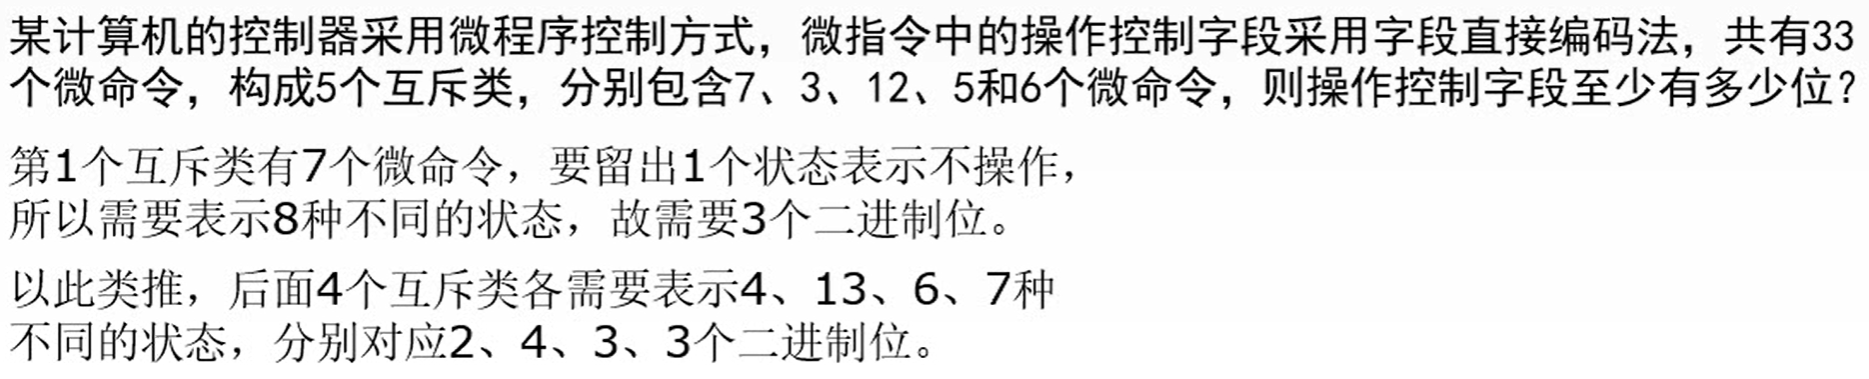 某计算机的控制器采用微程序控制方式，微指令中的操作控制字段采用字段直接编码法，共有33
个微命令，构成5个互斥类，分别包含7、3、12、5和6个微命令，则操作控制字段至少有多少位？
第1个互斥类有7个微命令，要留出1个状态表示不操作，
所以需要表示8种不同的状态，故需要3个二进制位。
以此类推，后面4个互斥类各需要表示4、13、6、7种
不同的状态，分别对应2、4、3、3个二进制位。